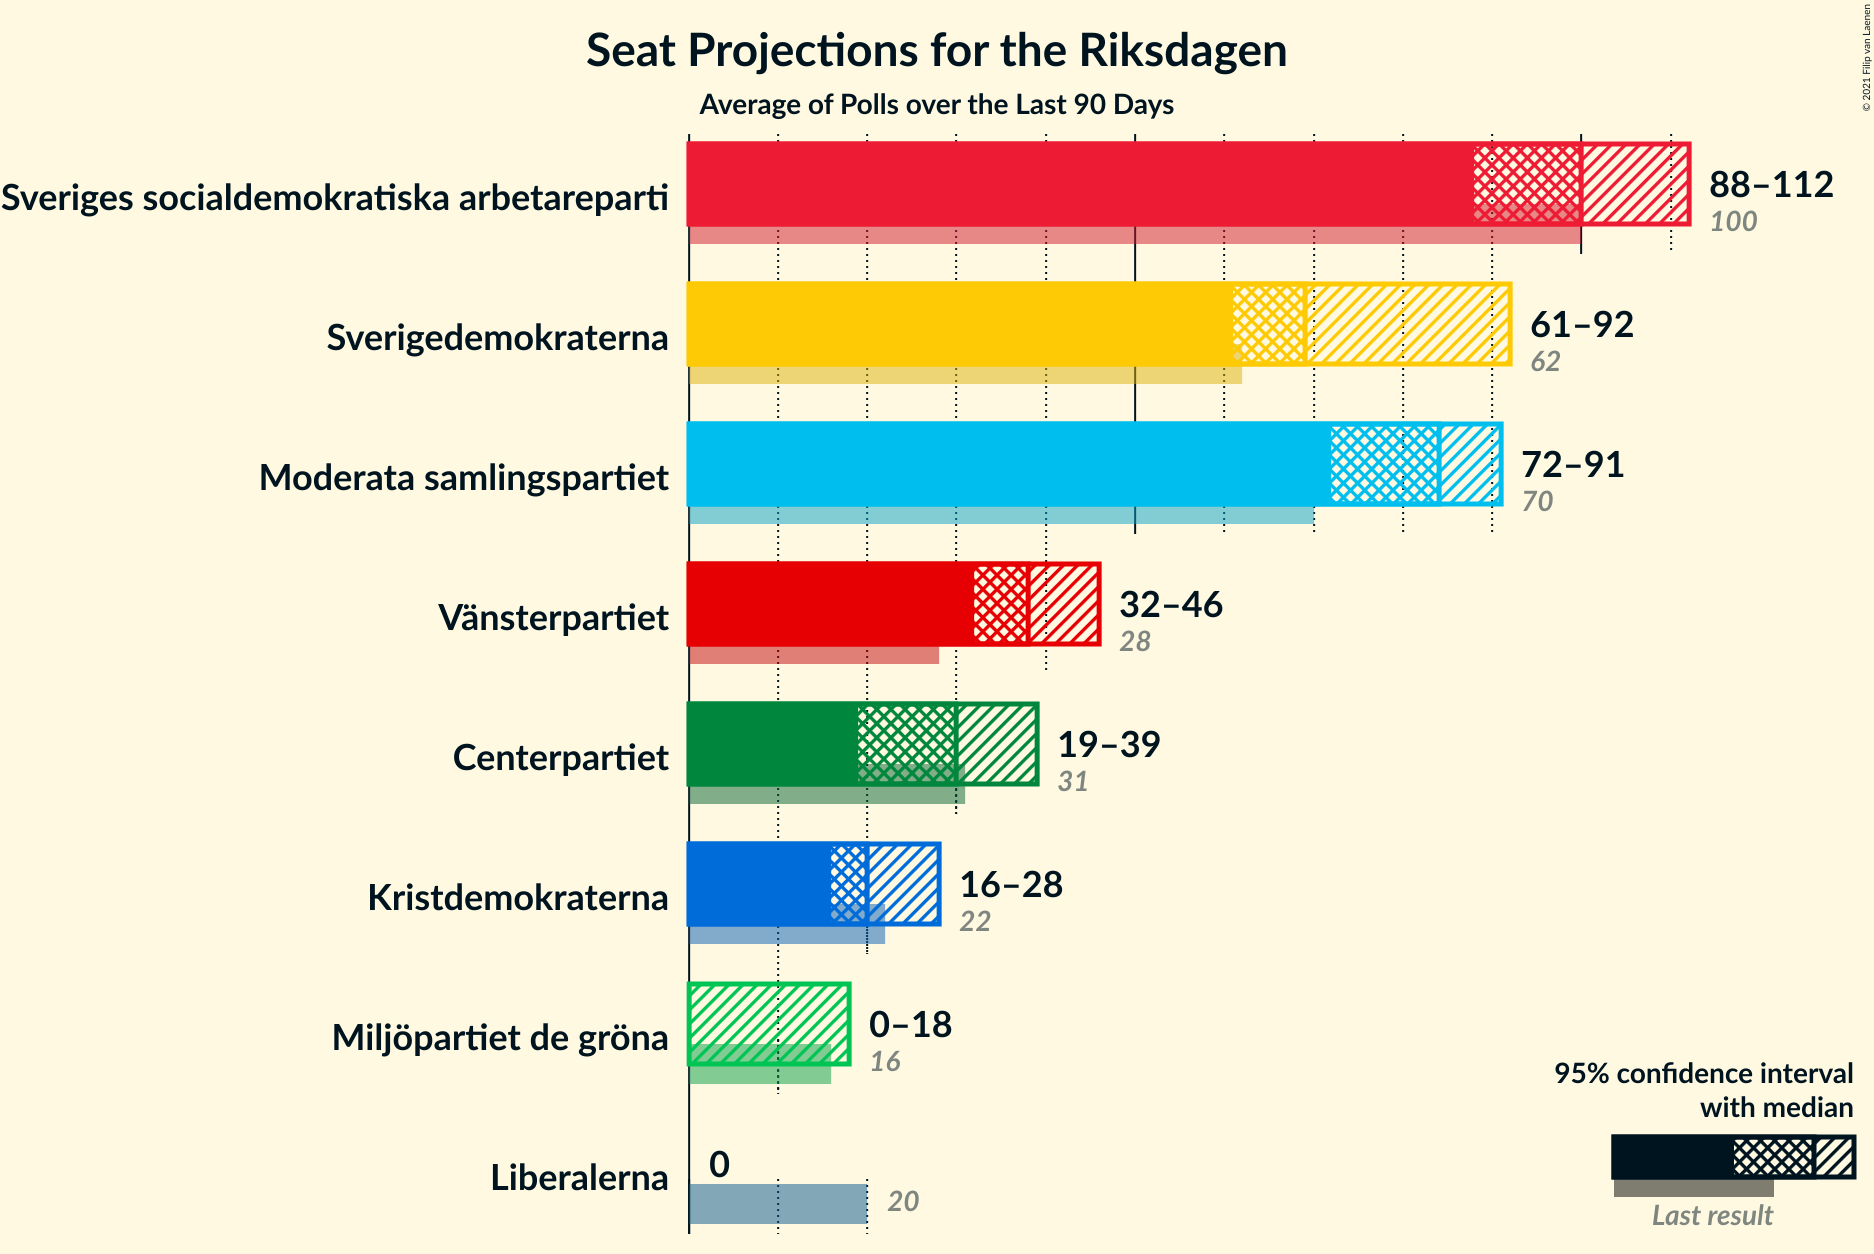 Seat Projections for the Riksdagen
Average of Polls over the Last 90 Days
© 2021 Filip van Laenen
Sveriges socialdemokratiska arbetareparti
88–112
100
Sverigedemokraterna
61–92
62
Moderata samlingspartiet
72–91
70
Vänsterpartiet
32–46
28
Centerpartiet
19–39
31
Kristdemokraterna
16–28
22
Miljöpartiet de gröna
0–18
16
Liberalerna
0
20
95% confidence interval
with median
Last result